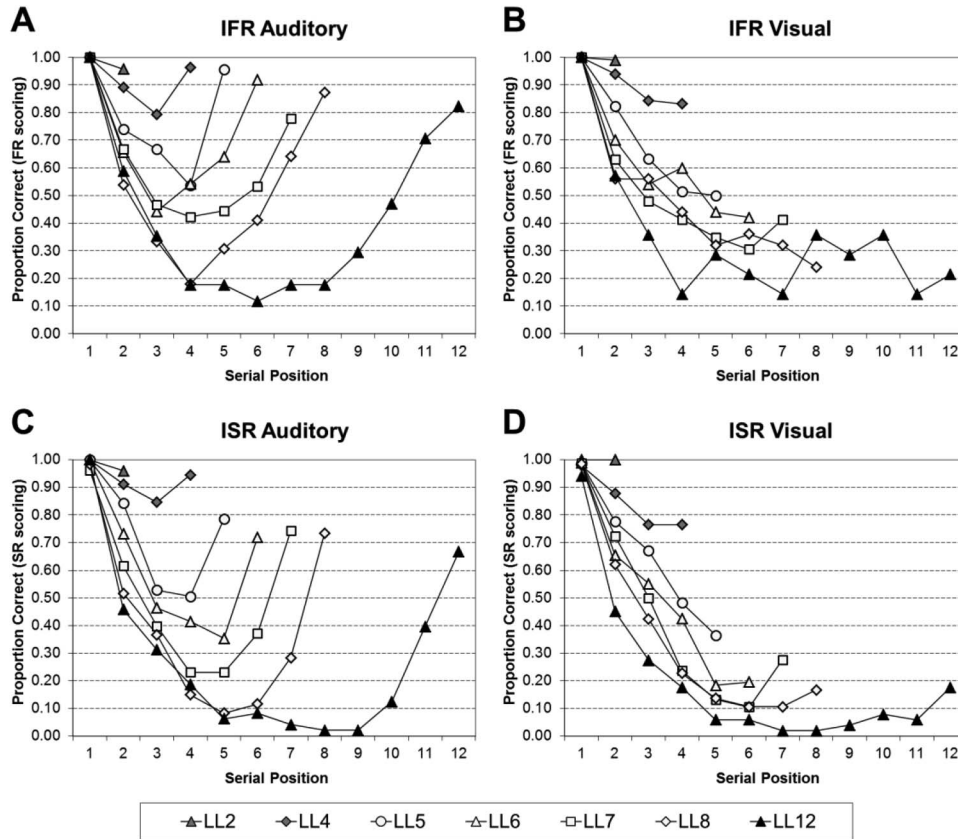 A
IFR Auditory
Proportion Correct (FR scoring)
1.00
0.90
0.80
0.70
0.60
0.50
0.40
0.30
0.20
0.10
0.00
1 2 3 4 5 6 7 8 9 10 11 12
Serial Position
B
IFR Visual
Proportion Correct (FR scoring)
1.00
0.90
0.80
0.70
0.60
0.50
0.40
0.30
0.20
0.10
0.00
1 2 3 4 5 6 7 8 9 10 11 12
Serial Position
C
ISR Auditory
Proportion Correct (SR scoring)
1.00
0.90
0.80
0.70
0.60
0.50
0.40
0.30
0.20
0.10
0.00
1 2 3 4 5 6 7 8 9 10 11 12
Serial Position
D
ISR Visual
Proportion Correct (SR scoring)
1.00
0.90
0.80
0.70
0.60
0.50
0.40
0.30
0.20
0.10
0.00
1 2 3 4 5 6 7 8 9 10 11 12
Serial Position
LL2 LL4 LL5 LL6 LL7 LL8 LL12